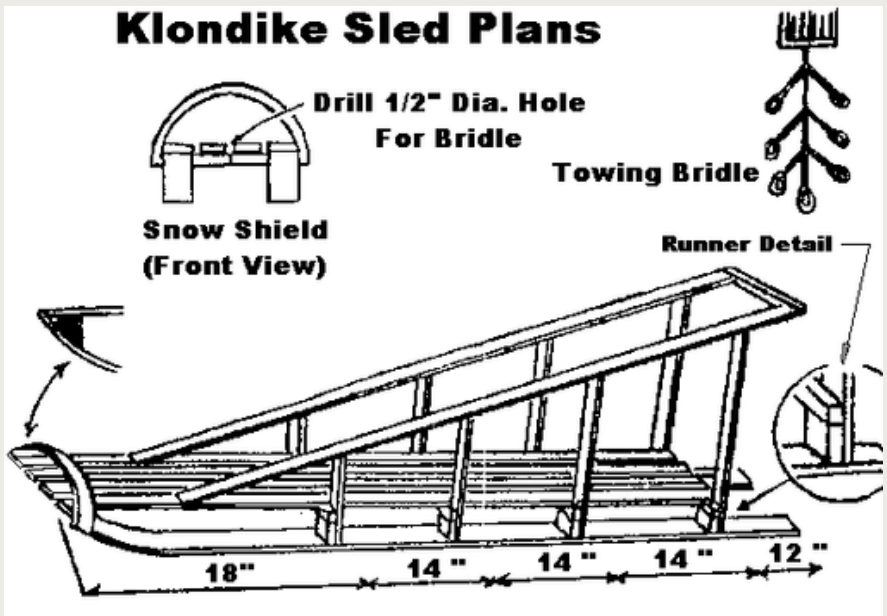 Klondike Sled Plans
Drill 1/2" Dia. Hole
For Bridle
Towing Bridle
Snow Shield
(Front View)
Runner Detail
18" 14 " 14 " 14 " 12 "